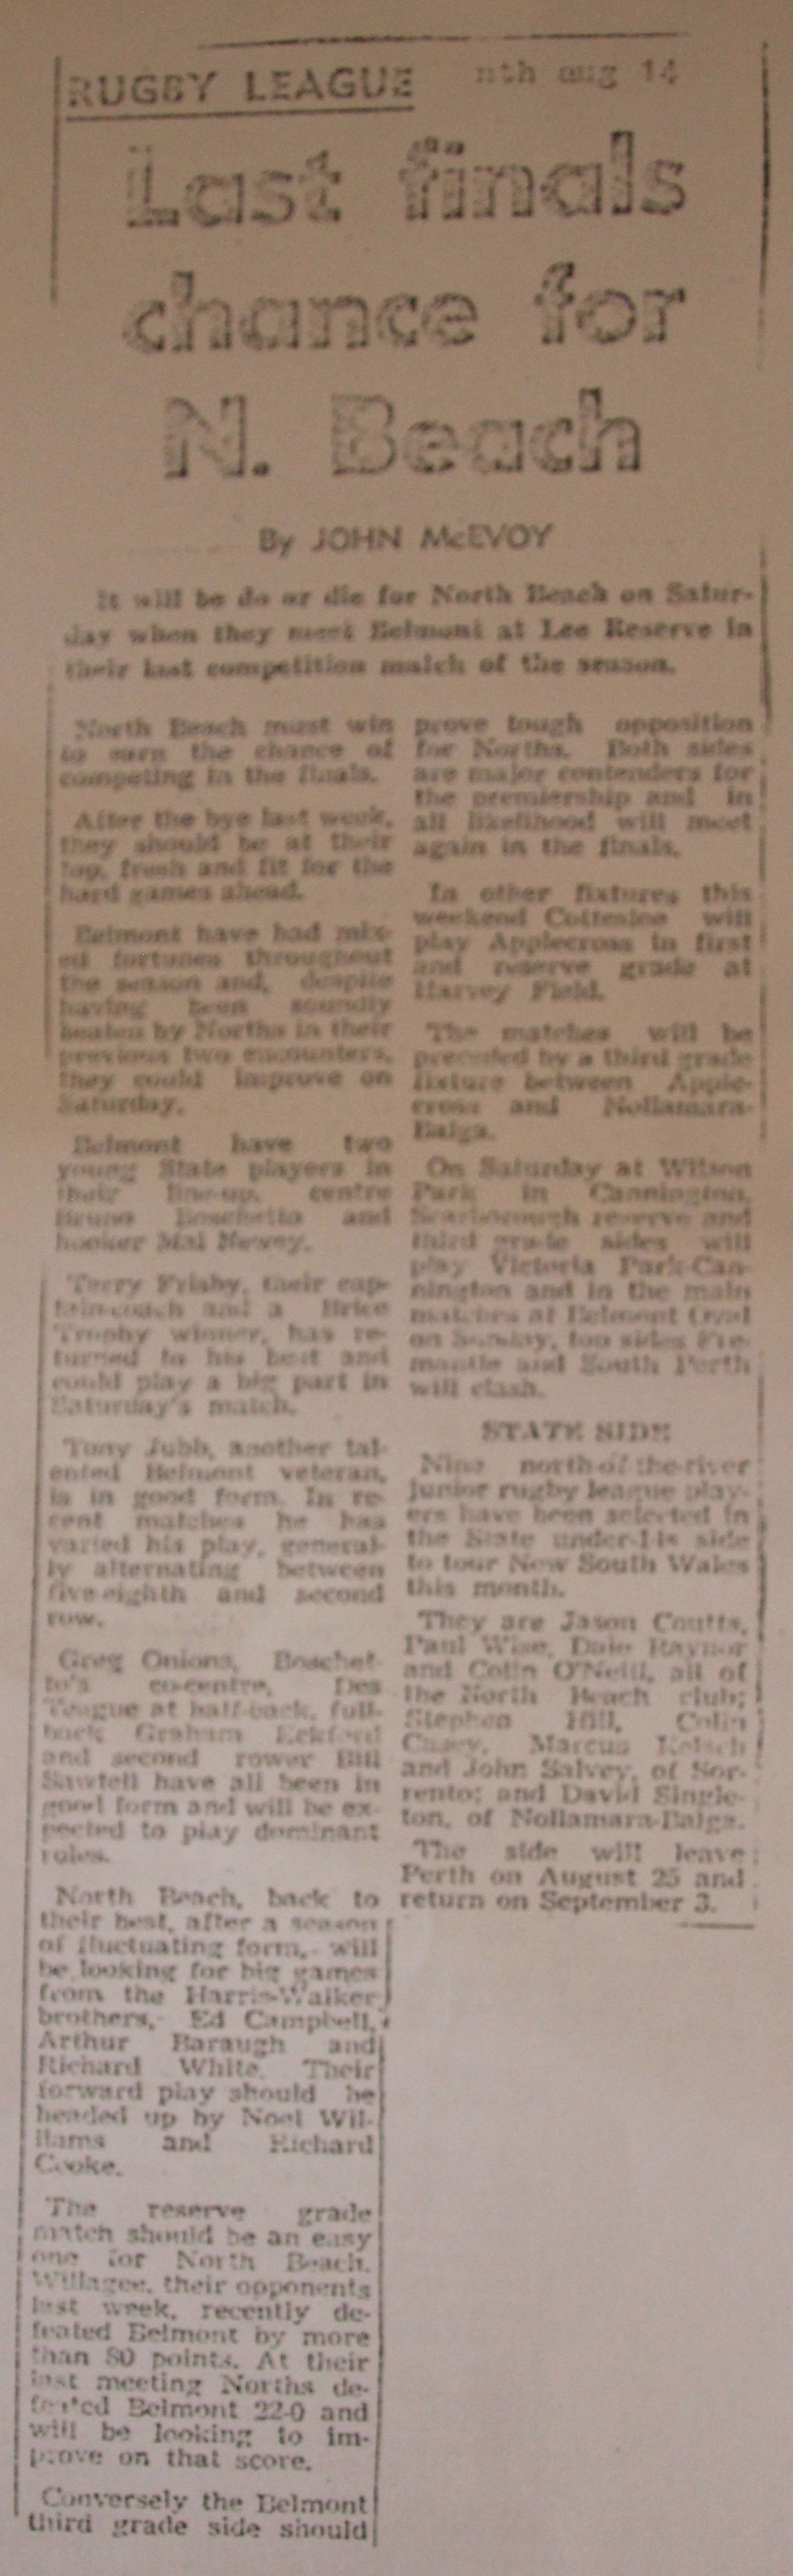 RUGBY LEAGUE nth aug 14
Last finals
chance for
N. Beach
By JOHN McEVOY
It will be do or die for North Beach on Satur-
day when they meet Belmont at Lee Reserve in
their last competition match of the season.
North Beach must win
to earn the chance of
competing in the finals.
After the bye last week,
they should be at their
top, fresh and fit for the
hard games ahead.
Belmont have had mix-
ed fortunes throughout
the season and, despite
having been soundly
beaten by Norths in their
previous two encounters,
they could improve on
Saturday.
Belmont have two
young State players in
their line-up, centre
Bruno Boschetto and
hooker Mal
Terry Frisby, their cap-
tain-coach and a
Trophy winner, has re-
turned to his best and
could play a big part in
Saturday's match.
Tony Jubb, another tal-
ented Belmont veteran,
is in good form. In re-
cent matches he has
varied his play, general-
ly alternating between
five-eighth and second
row.
Greg Onions, Boschet-
to's co-centre, Des
Teague at half-back, full-
back Graham Eckford
and second rower Bill
Sawtell have all been in
good form and will be ex-
pected to play dominant
roles.
North Beach, back to
their best, after a season
of fluctuating form, will
be looking for big games
from the Harris-Walker
brothers, Ed Campbell,
Arthur Baraugh and
Richard White. Their
forward play should be
headed up by Noel Wil-
liams and Richard
Cooke.
The reserve grade
match should be an easy
one for North Beach.
Willagee, their opponents
last week, recently de-
feated Belmont by more
than 80 points. At their
last meeting Norths de-
feated Belmont 22-0 and
will be looking to im-
prove on that score.
Conversely the Belmont
third grade side should
prove tough opposition
for Norths. Both sides
are major contenders for
the premiership and in
all likelihood will meet
again in the finals.
In other fixtures this
weekend Cottesloe will
play Applecross in first
and reserve grade at
Harvey Field.
The matches will be
preceded by a third grade
fixture between Apple-
cross and Nollamara-
Balga.
On Saturday at Wilson
Park in Cannington,
Scarborough reserve and
third grade sides will
play Victoria Park-Can-
nington and in the main
matches at Belmont Oval
on Sunday, top sides Fre-
mantle and South Perth
will clash.
STATE SIDE
Nine north-of-the-river
junior rugby league play-
ers have been selected in
the State side
to tour New South Wales
this month.
They are Jason Coutts,
Paul Wise, Dale Raynor
and Colin O'Neill, all of
the North Beach club;
Stephen Hill, Colin
Casey, Marcus
and John Salvey, of Sor-
rento; and David Single-
ton, of Nollamara-Balga.
The side will leave
Perth on August 25 and
return on September 3.